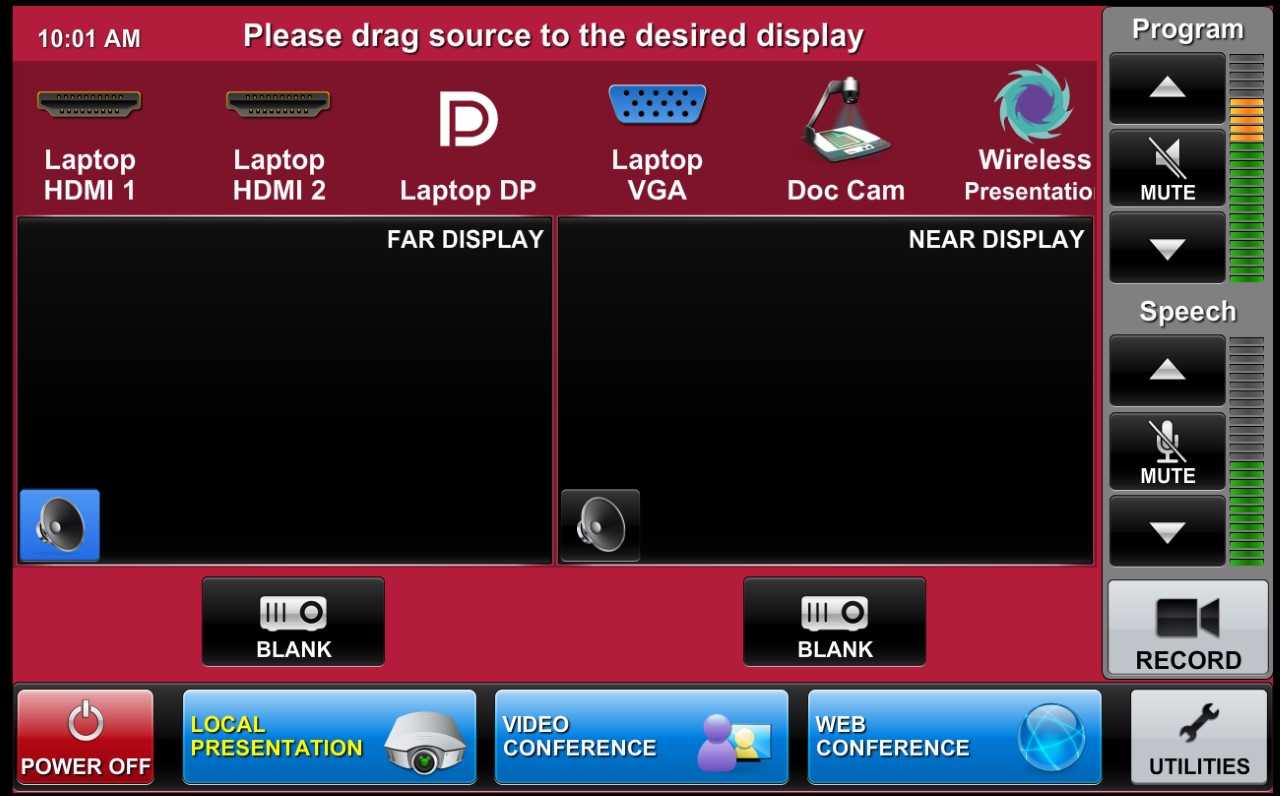 10:01 AM
Please drag source to the desired display
Laptop
HDMI 1
Laptop
HDMI 2
Laptop DP
Laptop
VGA
Doc Cam
Wireless
Presentatio
FAR DISPLAY
NEAR DISPLAY
BLANK
BLANK
Program
MUTE
Speech
MUTE
RECORD
POWER OFF
LOCAL
PRESENTATION
VIDEO
CONFERENCE
WEB
CONFERENCE
UTILITIES